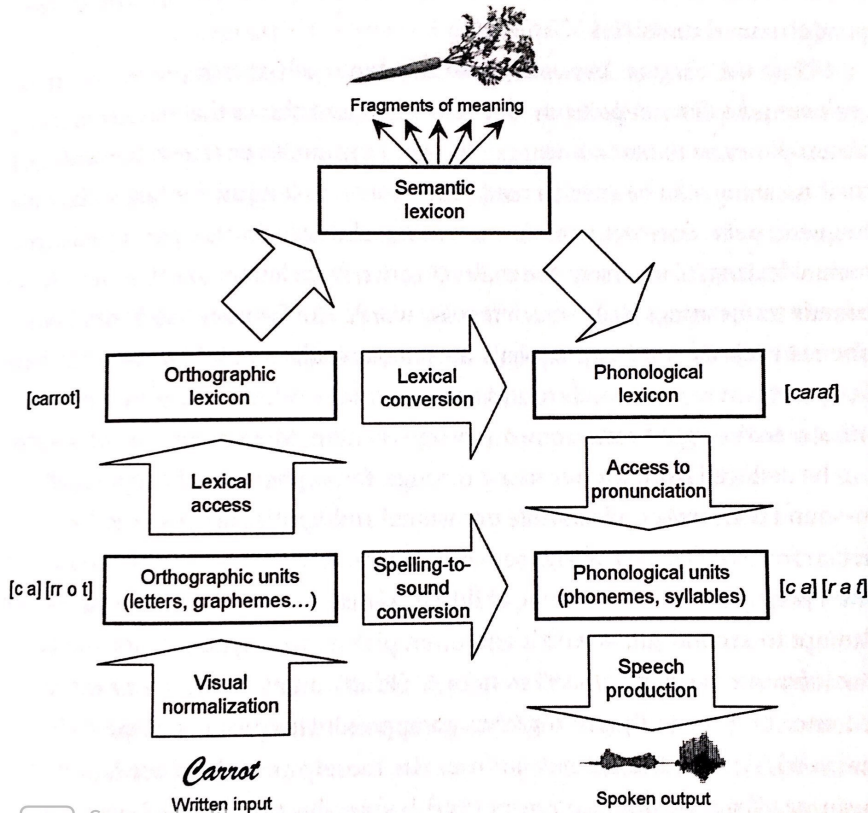 Fragments of meaning
Semantic
lexicon
[carrot]
Orthographic
lexicon
Lexical
conversion
Phonological
lexicon
[carat]
Lexical
access
Access to
pronunciation
[c a] [rr o t]
Orthographic units
(letters, graphemes…)
Spelling-to-
sound
conversion
Phonological units
(phonemes, syllables)
[c a] [r a t]
Visual
normalization
Speech
production
Carrot
Written input
Spoken output